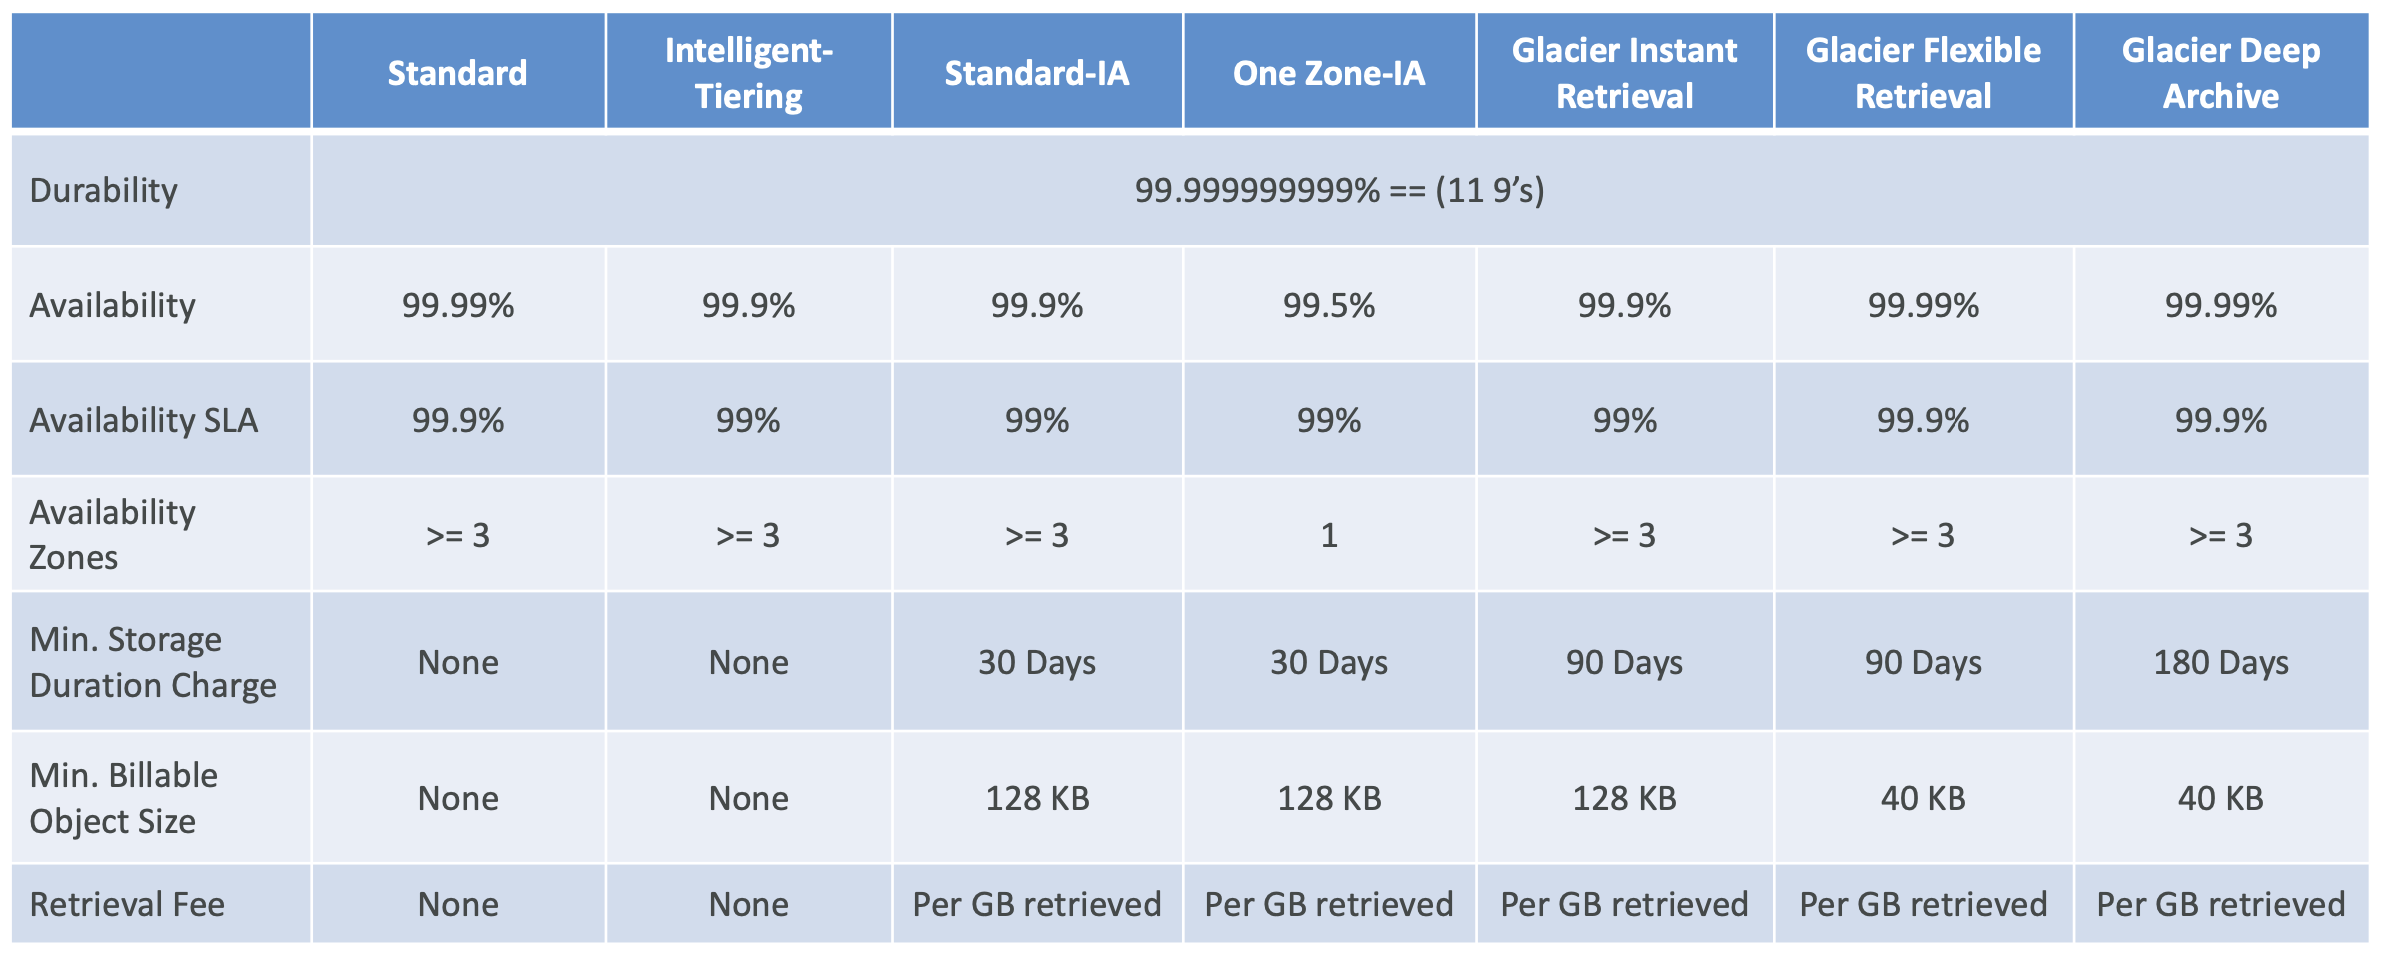 Standard
Intelligent-
Tiering
Standard-IA
One Zone-IA
Glacier Instant
Retrieval
Glacier Flexible
Retrieval
Glacier Deep
Archive
Durability
99.999999999% == (11 9’s)
Availability
99.99%
99.9%
99.9%
99.5%
99.9%
99.99%
99.99%
Availability SLA
99.9%
99%
99%
99%
99%
99.9%
99.9%
Availability
Zones
>= 3
>= 3
>= 3
1
>= 3
>= 3
>= 3
Min. Storage
Duration Charge
None
None
30 Days
30 Days
90 Days
90 Days
180 Days
Min. Billable
Object Size
None
None
128 KB
128 KB
128 KB
40 KB
40 KB
Retrieval Fee
None
None
Per GB retrieved
Per GB retrieved
Per GB retrieved
Per GB retrieved
Per GB retrieved